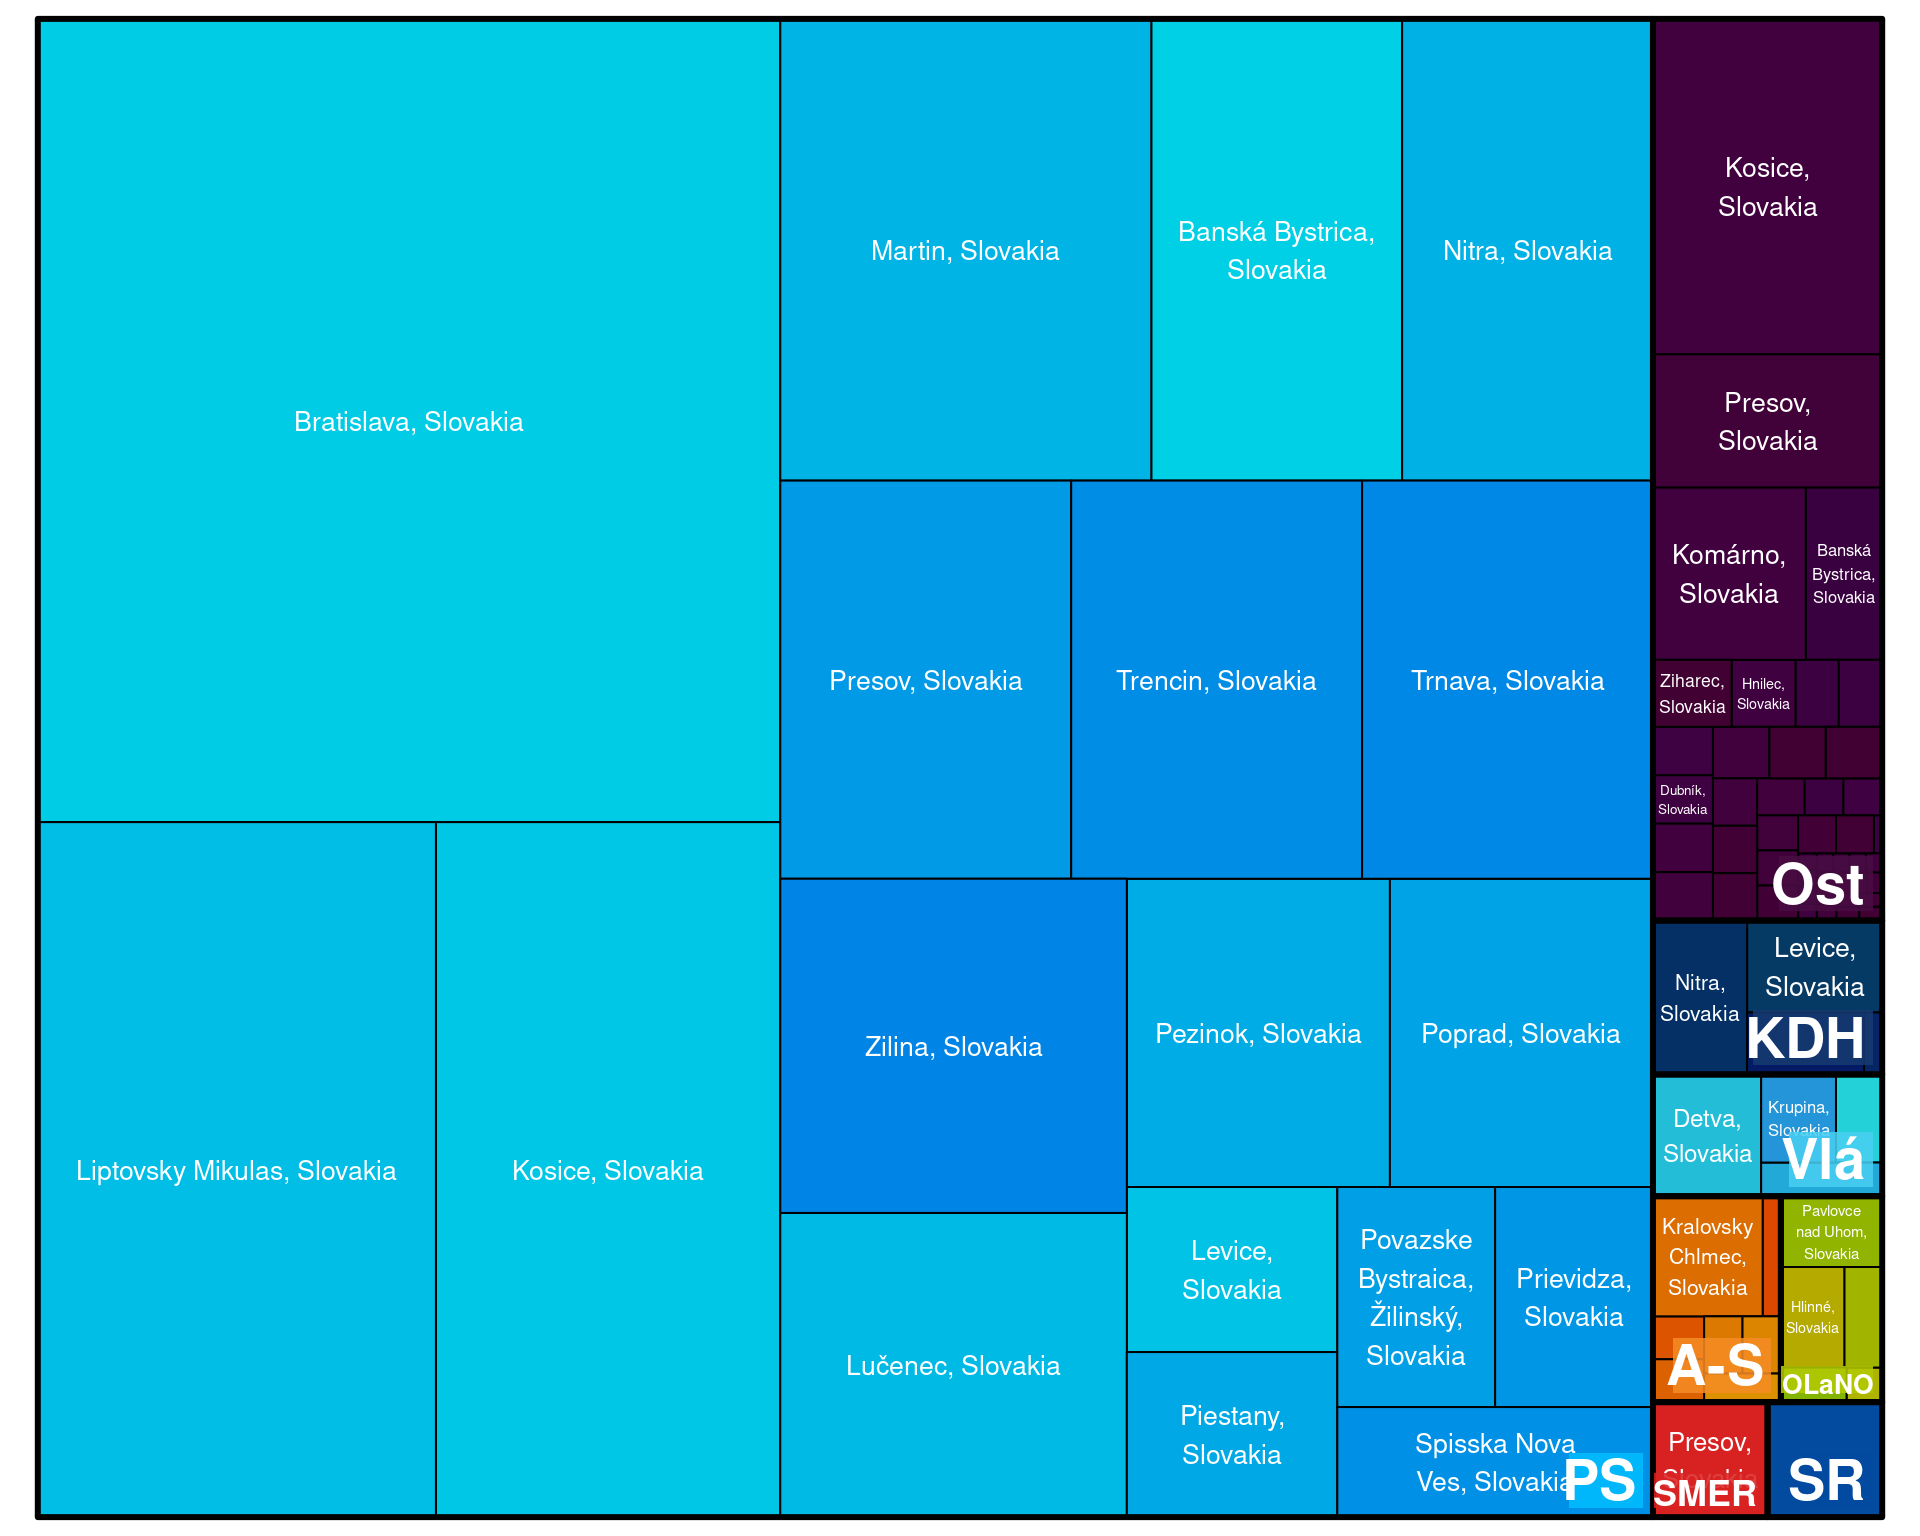 Bratislava, Slovakia
Liptovsky Mikulas, Slovakia
Kosice, Slovakia
Martin, Slovakia
Banská Bystrica,
Slovakia
Nitra, Slovakia
Presov, Slovakia
Trencin, Slovakia
Trnava, Slovakia
Zilina, Slovakia
Lučenec, Slovakia
Pezinok, Slovakia
Poprad, Slovakia
Levice,
Slovakia
Piestany,
Slovakia
Povazske
Bystraica,
Žilinský,
Slovakia
Prievidza,
Slovakia
Spisska Nova
Ves, Slovakia
PS
Kosice,
Slovakia
Presov,
Slovakia
Komárno,
Slovakia
Banská
Bystrica,
Slovakia
Ziharec,
Slovakia
Hnilec,
Slovakia
Dubník,
Slovakia
Ost
Nitra,
Slovakia
Levice,
Slovakia
KDH
Detva,
Slovakia
Krupina,
Slovakia
Vlá
Kralovsky
Chlmec,
Slovakia
A-S
Pavlovce
nad Uhom,
Slovakia
Hlinné,
Slovakia
OLaNO
Presov,
Slovakia
SMER
SR